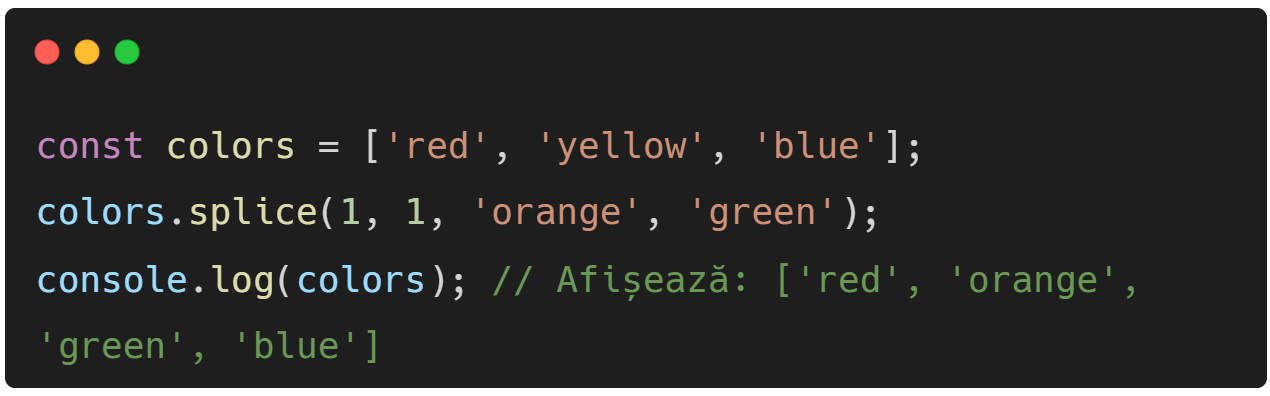 const colors = ['red', 'yellow', 'blue'];
colors.splice(1, 1, 'orange', 'green');
console.log(colors); // Afișează: ['red', 'orange',
'green', 'blue']